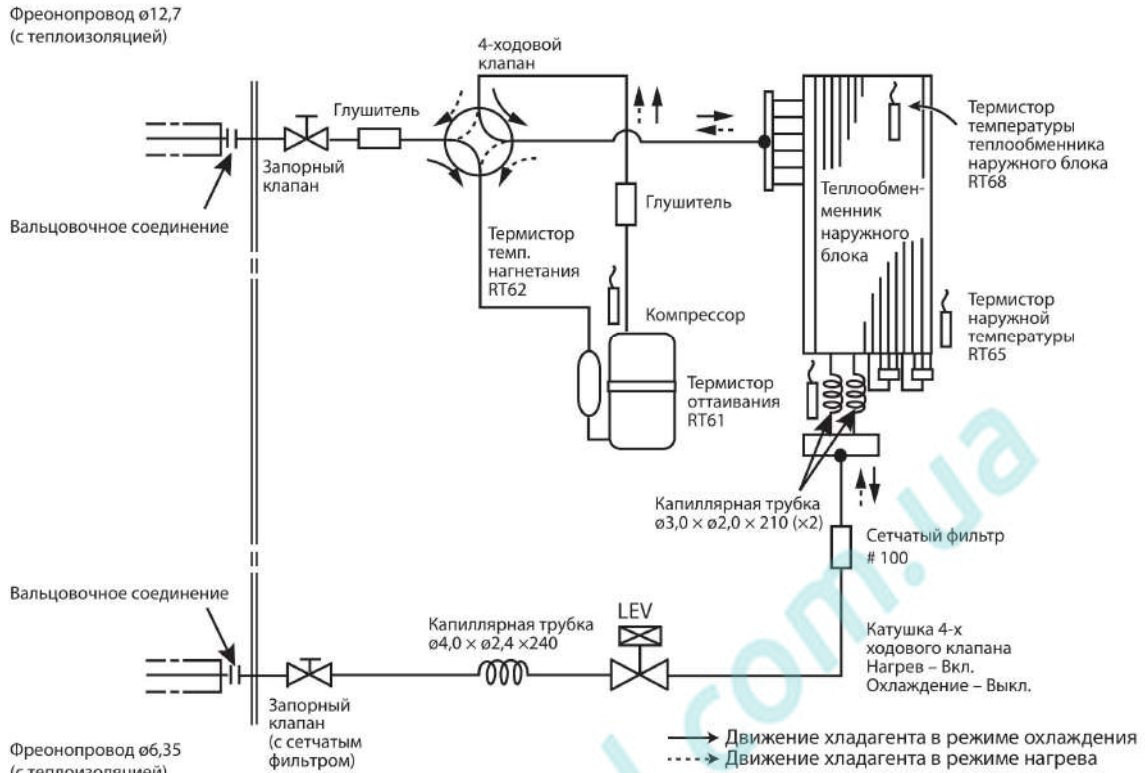 Фреонопровод ø12,7
(с теплоизоляцией)
4-ходовой
клапан
Глушитель
Запорный
клапан
Вальцовочное соединение
Термистор
температуры
теплообменника
наружного блока
RT68
Глушитель
Теплообмен-
менник
наружного
блока
Термистор
темп.
нагнетания
RT62
Компрессор
Термистор
наружной
температуры
RT65
Термистор
оттаивания
RT61
Капиллярная трубка
ø3,0 × ø2,0 × 210 (×2)
Сетчатый фильтр
# 100
Вальцовочное соединение
Капиллярная трубка
ø4,0 × ø2,4 ×240
LEV
Катушка 4-х
ходового клапана
Нагрев – Вкл.
Охлаждение – Выкл.
Запорный
клапан
(с сетчатым
фильтром)
Фреонопровод ø6,35
(с теплоизоляцией)
Движение хладагента в режиме охлаждения
Движение хладагента в режиме нагрева
com.ua